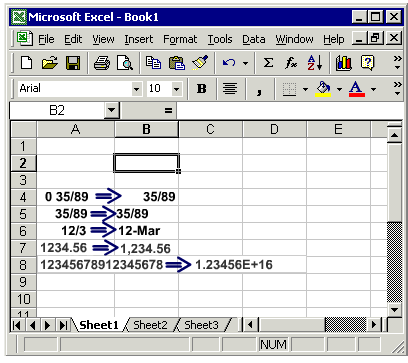 Microsoft Excel - Book1
File Edit View Insert Format Tools Data Window Help
Arial 10 B
B2 =
A B C D E
1
2
3
4 0 35/89 35/89
5 35/89 35/89
6 12/3 12-Mar
7 1234.56 1,234.56
8 12345678912345678 1.23456E+16
9
10
11
Sheet1 Sheet2 Sheet3
NUM